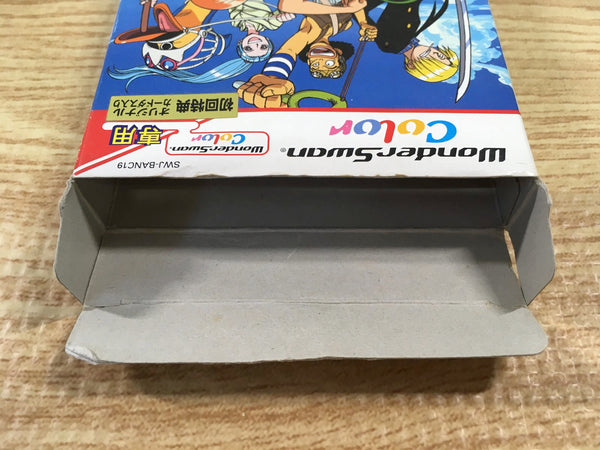 WonderSwan®
Color
WonderSwan
Color
専用
初回特典
オリジナル
カードダス入り
SWJ-BANC19